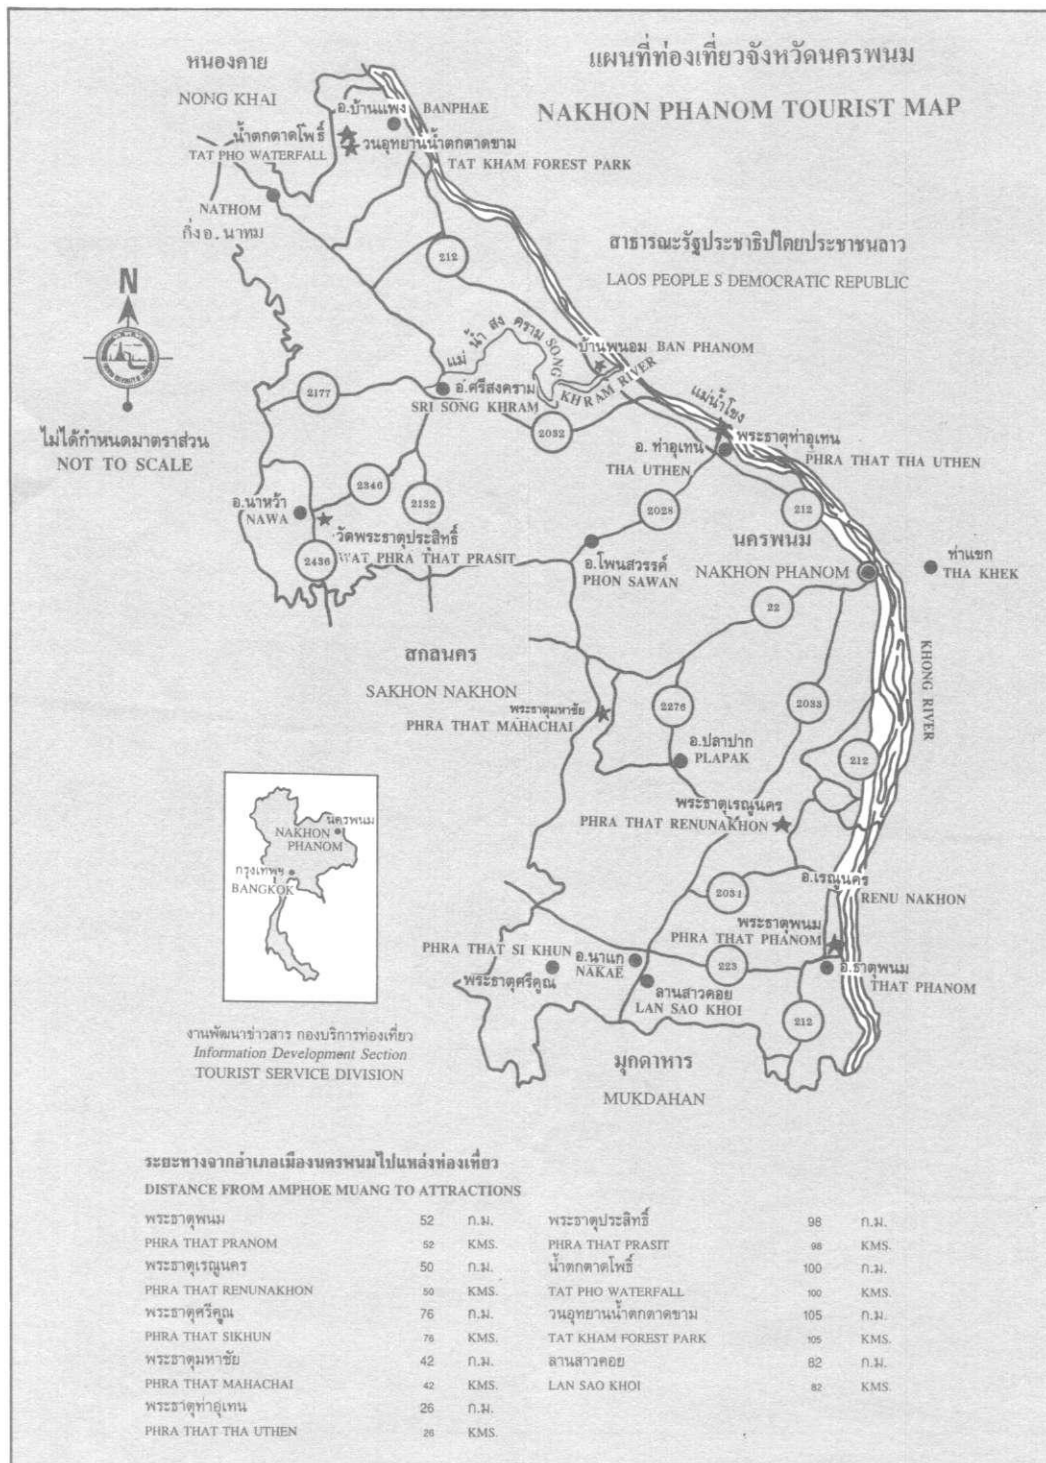 แผนที่ท่องเที่ยวจังหวัดนครพนม
NAKHON PHANOM TOURIST MAP
หนองคาย
NONG KHAI
อ.บ้านแพง BANPHAE
น้ำตกตาดโพธิ์
TAT PHO WATERFALL
วนอุทยานน้ำตกตาดขาม
TAT KHAM FOREST PARK
NATHOM
กิ่งอ.นาทม
สาธารณะรัฐประชาธิปไตยประชาชนลาว
LAOS PEOPLE S DEMOCRATIC REPUBLIC
212
N
แม่น้ำสงคราม SONG KHRAM RIVER
บ้านพนอม BAN PHANOM
2177
อ.ศรีสงคราม
SRI SONG KHRAM
2032
แม่น้ำโขง
ไม่ได้กำหนดมาตราส่วน
NOT TO SCALE
พระธาตุท่าอุเทน
PHRA THAT THA UTHEN
อ. ท่าอุเทน
THA UTHEN
2346
2132
2028
212
อ.นาหว้า
NAWA
วัดพระธาตุประสิทธิ์
WAT PHRA THAT PRASIT
2436
อ.โพนสวรรค์
PHON SAWAN
นครพนม
NAKHON PHANOM
ท่าแขก
THA KHEK
22
สกลนคร
SAKHON NAKHON
KHONG RIVER
พระธาตุมหาชัย
PHRA THAT MAHACHAI
2276
2033
212
อ.ปลาปาก
PLAPAK
นครพนม
NAKHON
PHANOM
กรุงเทพฯ
BANGKOK
พระธาตุเรณูนคร
PHRA THAT RENUNAKHON
2031
อ.เรณูนคร
RENU NAKHON
พระธาตุพนม
PHRA THAT PHANOM
PHRA THAT SI KHUN
พระธาตุศรีคูณ
อ.นาแก
NAKAE
223
อ.ธาตุพนม
THAT PHANOM
ลานสาวคอย
LAN SAO KHOI
212
งานพัฒนาข่าวสาร กองบริการท่องเที่ยว
Information Development Section
TOURIST SERVICE DIVISION
มุกดาหาร
MUKDAHAN
ระยะทางจากอำเภอเมืองนครพนมไปแหล่งท่องเที่ยว
DISTANCE FROM AMPHOE MUANG TO ATTRACTIONS
พระธาตุพนม 52 ก.ม. พระธาตุประสิทธิ์ 98 ก.ม.
PHRA THAT PRANOM 52 KMS. PHRA THAT PRASIT 98 KMS.
พระธาตุเรณูนคร 50 ก.ม. น้ำตกตาดโพธิ์ 100 ก.ม.
PHRA THAT RENUNAKHON 50 KMS. TAT PHO WATERFALL 100 KMS.
พระธาตุศรีคูณ 76 ก.ม. วนอุทยานน้ำตกตาดขาม 105 ก.ม.
PHRA THAT SIKHUN 76 KMS. TAT KHAM FOREST PARK 105 KMS.
พระธาตุมหาชัย 42 ก.ม. ลานสาวคอย 82 ก.ม.
PHRA THAT MAHACHAI 42 KMS. LAN SAO KHOI 82 KMS.
พระธาตุท่าอุเทน 26 ก.ม.
PHRA THAT THA UTHEN 26 KMS.